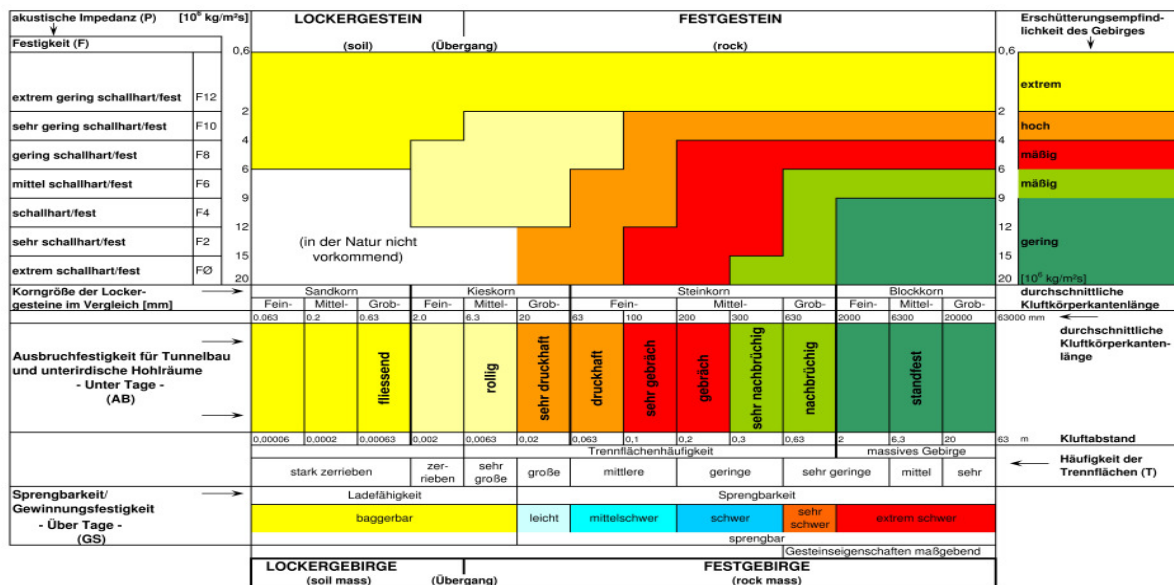 akustische Impedanz (P) [10⁶ kg/m²s] LOCKERGESTEIN FESTGESTEIN Erschütterungsempfind-
lichkeit des Gebirges
Festigkeit (F) (soil) (Übergang) (rock)
0,6 0,6
extrem gering schallhart/fest F12 extrem
2 2
sehr gering schallhart/fest F10 hoch
4 4
gering schallhart/fest F8 mäßig
6 6
mittel schallhart/fest F6 mäßig
9 9
schallhart/fest F4
12 12
sehr schallhart/fest F2 (in der Natur nicht gering
vorkommend)
15 15
extrem schallhart/fest FØ
20 20 [10⁶ kg/m²s]
Korngröße der Locker-
gesteine im Vergleich [mm]
Sandkorn Kieskorn Steinkorn Blockkorn durchschnittliche
Kluftkörperkantenlänge
Fein- Mittel- Grob- Fein- Mittel- Grob- Fein- Mittel- Grob- Fein- Mittel- Grob-
0.063 0.2 0.63 2.0 6.3 20 63 100 200 300 630 2000 6300 20000 63000 mm
durchschnittliche
Kluftkörperkanten-
länge
Ausbruchfestigkeit für Tunnelbau
und unterirdische Hohlräume
- Unter Tage -
(AB)
fliessend
rollig
sehr druckhaft
druckhaft
sehr gebräch
gebräch
sehr nachbrüchig
nachbrüchig
standfest
0,00006 0,0002 0,00063 0,002 0,0063 0,02 0,063 0,1 0,2 0,3 0,63 2 6,3 20 63 m Kluftabstand
Trennflächenhäufigkeit massives Gebirge
Häufigkeit der
Trennflächen (T)
stark zerrieben zer-
rieben sehr
große große mittlere geringe sehr geringe mittel sehr
Sprengbarkeit/
Gewinnungsfestigkeit
- Über Tage -
(GS)
Ladefähigkeit Sprengbarkeit
baggerbar leicht mittelschwer schwer sehr
schwer extrem schwer
sprengbar
Gesteinseigenschaften maßgebend
LOCKERGEBIRGE FESTGEBIRGE
(soil mass) (Übergang) (rock mass)